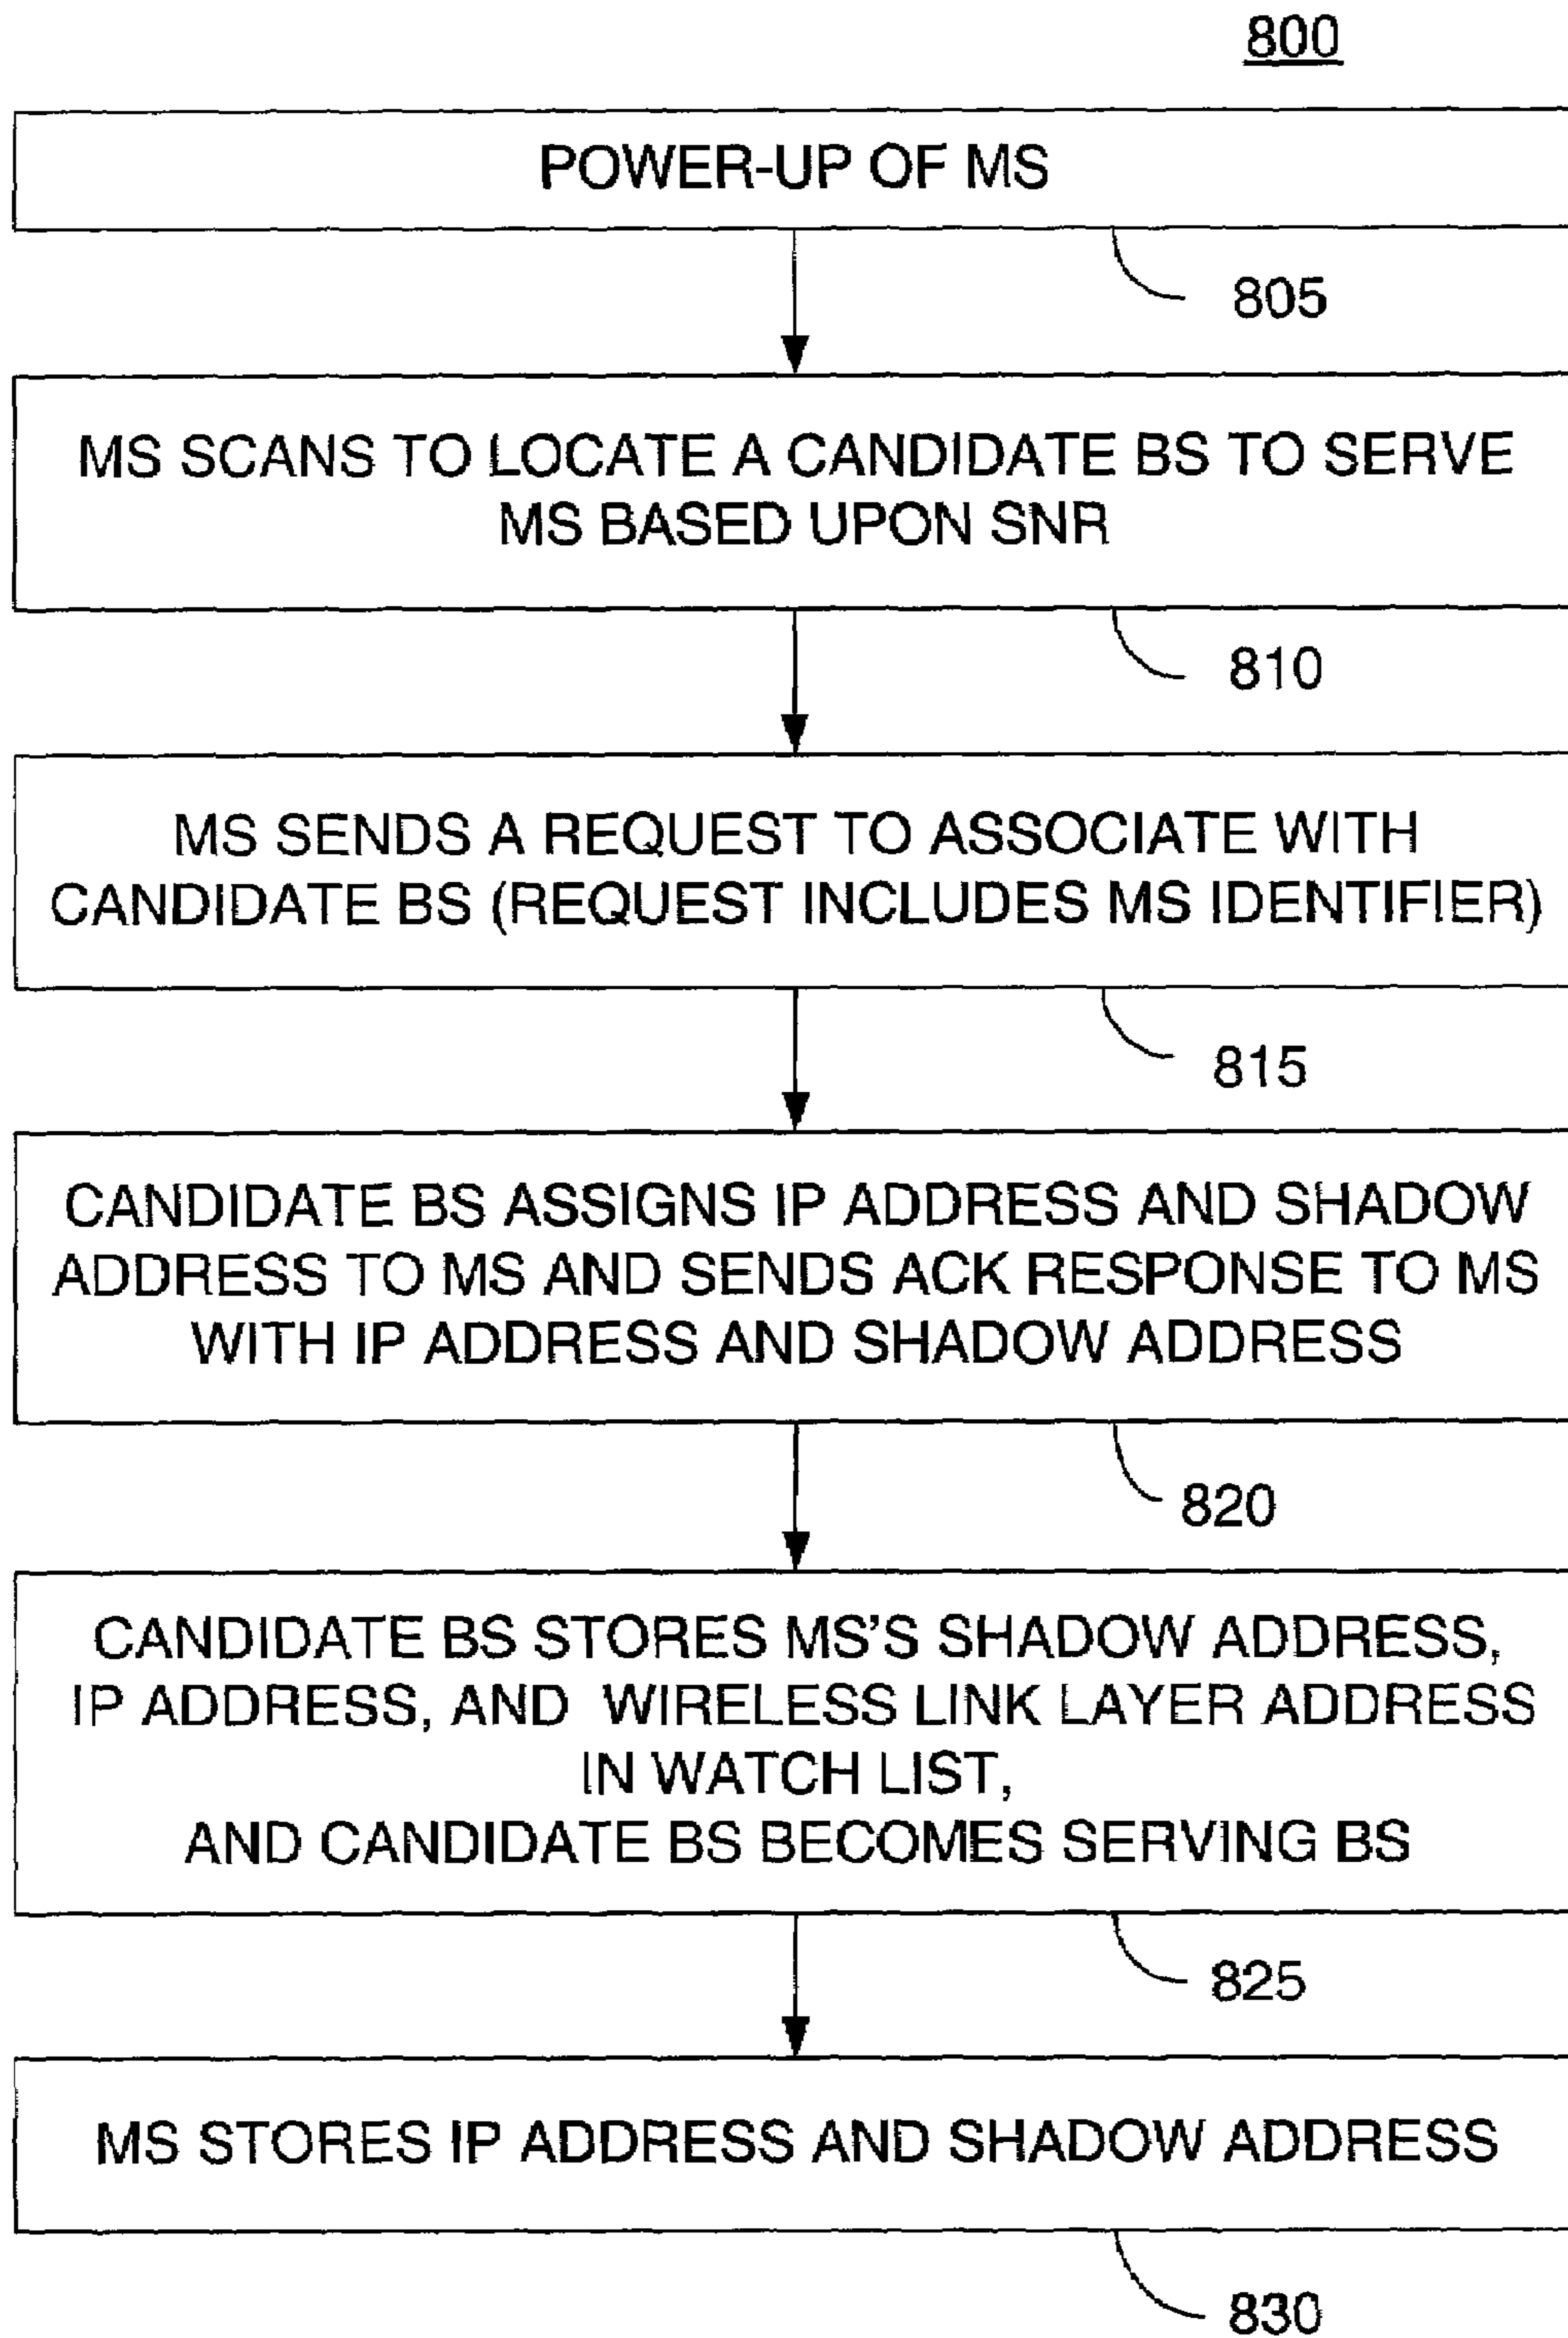 800
POWER-UP OF MS
805
MS SCANS TO LOCATE A CANDIDATE BS TO SERVE
MS BASED UPON SNR
810
MS SENDS A REQUEST TO ASSOCIATE WITH
CANDIDATE BS (REQUEST INCLUDES MS IDENTIFIER)
815
CANDIDATE BS ASSIGNS IP ADDRESS AND SHADOW
ADDRESS TO MS AND SENDS ACK RESPONSE TO MS
WITH IP ADDRESS AND SHADOW ADDRESS
820
CANDIDATE BS STORES MS'S SHADOW ADDRESS,
IP ADDRESS, AND WIRELESS LINK LAYER ADDRESS
IN WATCH LIST,
AND CANDIDATE BS BECOMES SERVING BS
825
MS STORES IP ADDRESS AND SHADOW ADDRESS
830